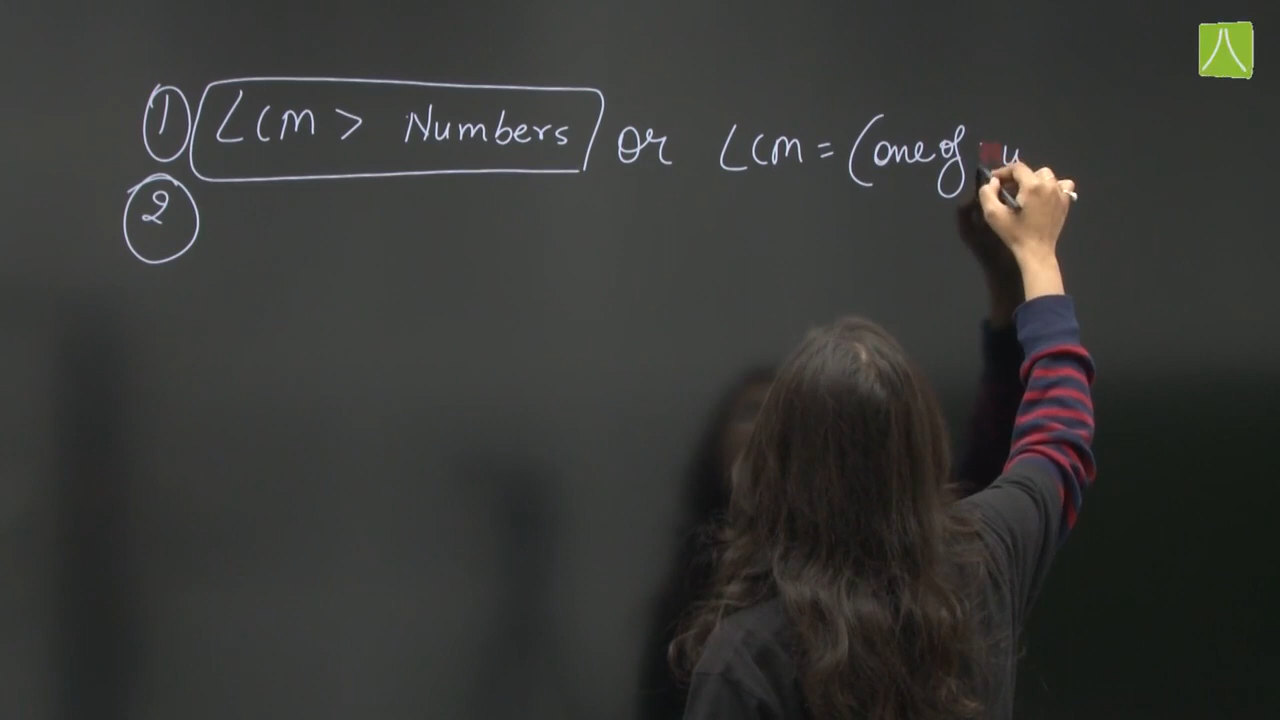 ① LCM > Numbers or LCM = (one of
②